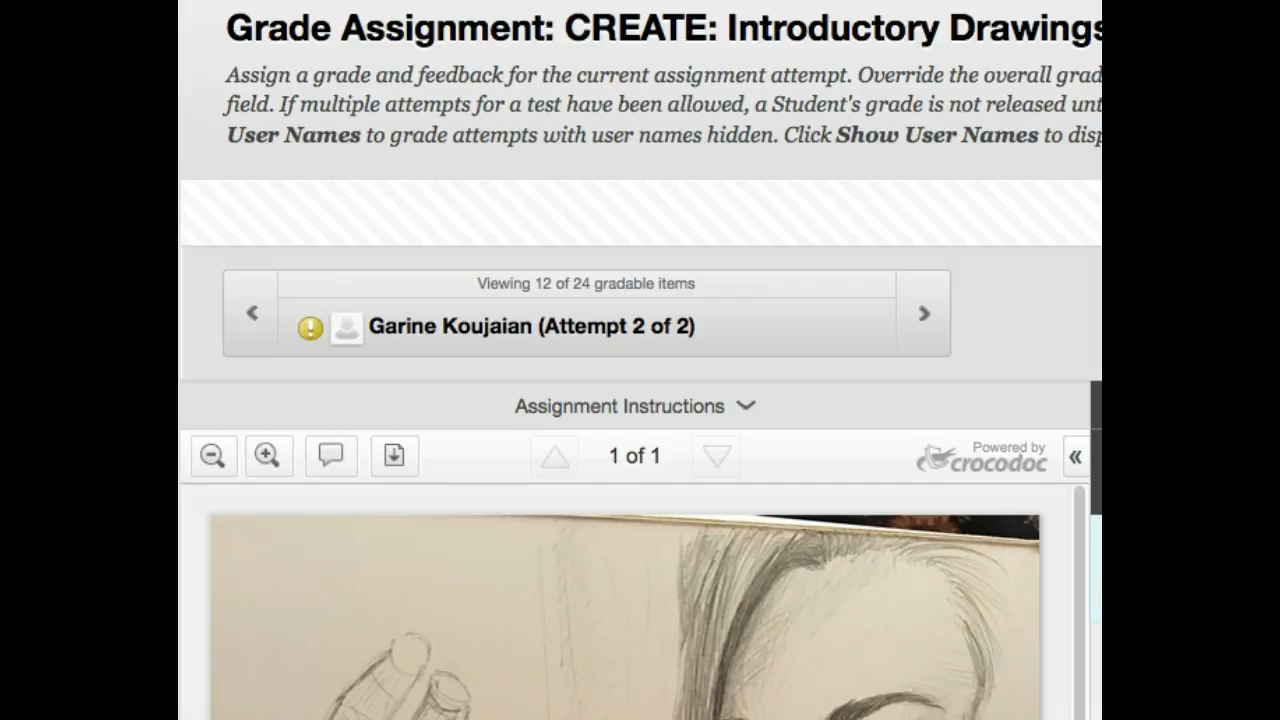 Grade Assignment: CREATE: Introductory Drawings
Assign a grade and feedback for the current assignment attempt. Override the overall grad
field. If multiple attempts for a test have been allowed, a Student's grade is not released unt
User Names to grade attempts with user names hidden. Click Show User Names to disp
Viewing 12 of 24 gradable items
Garine Koujaian (Attempt 2 of 2)
Assignment Instructions
1 of 1
Powered by
crocodoc